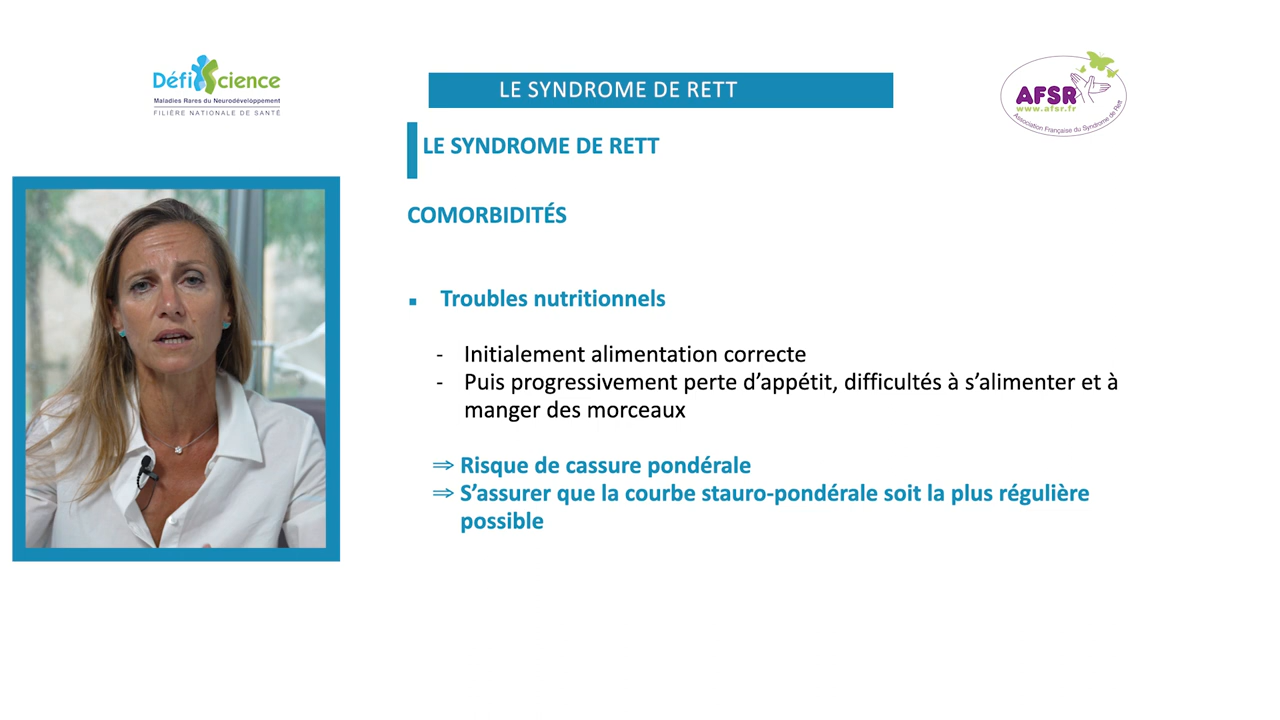 DéfiScience
Maladies Rares du Neurodéveloppement
FILIÈRE NATIONALE DE SANTÉ
LE SYNDROME DE RETT
AFSR
www.afsr.fr
Association Française du Syndrome de Rett
LE SYNDROME DE RETT
COMORBIDITÉS
▪ Troubles nutritionnels
- Initialement alimentation correcte
- Puis progressivement perte d’appétit, difficultés à s’alimenter et à
manger des morceaux
⇒ Risque de cassure pondérale
⇒ S’assurer que la courbe stauro-pondérale soit la plus régulière
possible